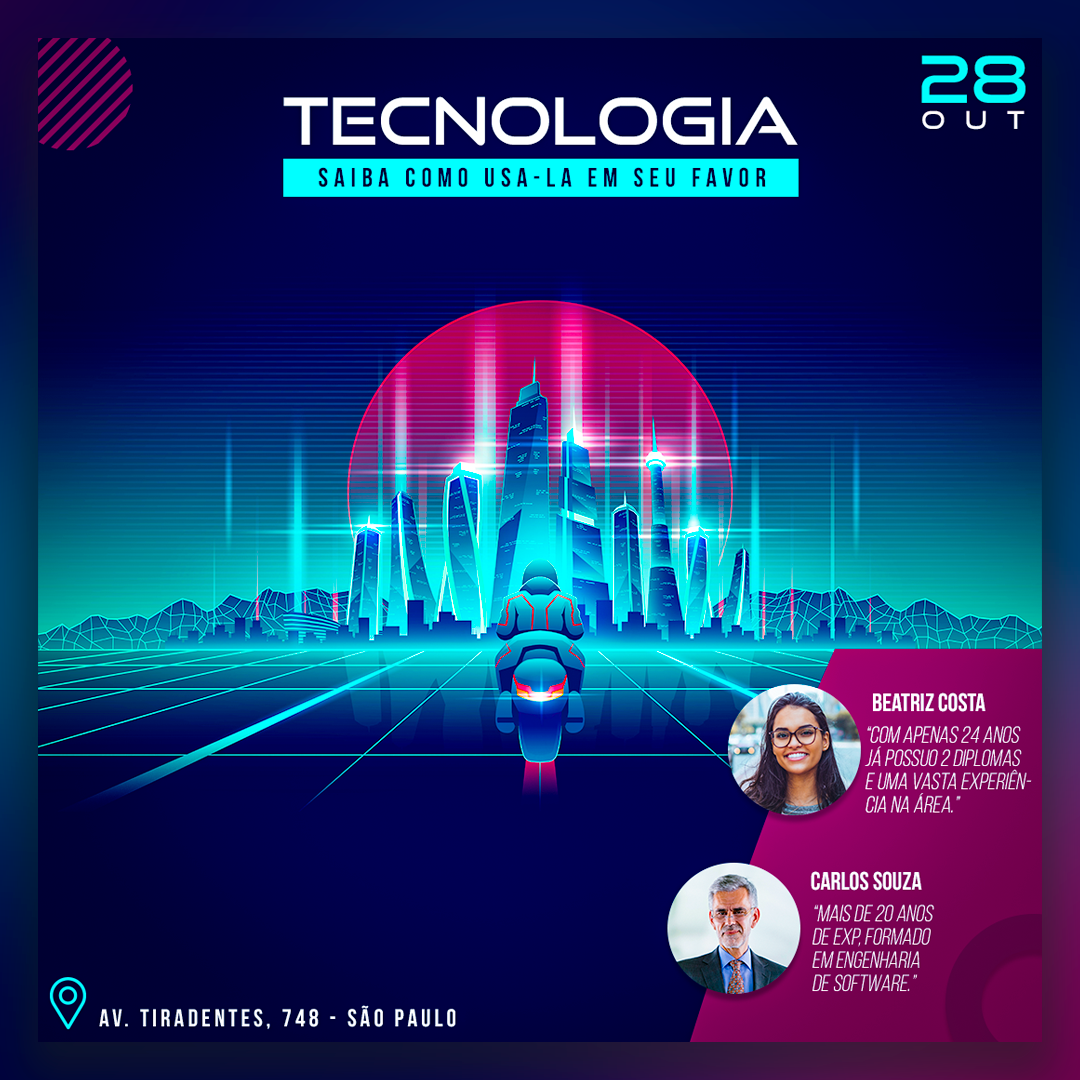 28
OUT
TECNOLOGIA
SAIBA COMO USA-LA EM SEU FAVOR
BEATRIZ COSTA
“COM APENAS 24 ANOS
JÁ POSSUO 2 DIPLOMAS
E UMA VASTA EXPERIÊN-
CIA NA ÁREA.”
CARLOS SOUZA
“MAIS DE 20 ANOS
DE EXP, FORMADO
EM ENGENHARIA
DE SOFTWARE.”
AV. TIRADENTES, 748 - SÃO PAULO